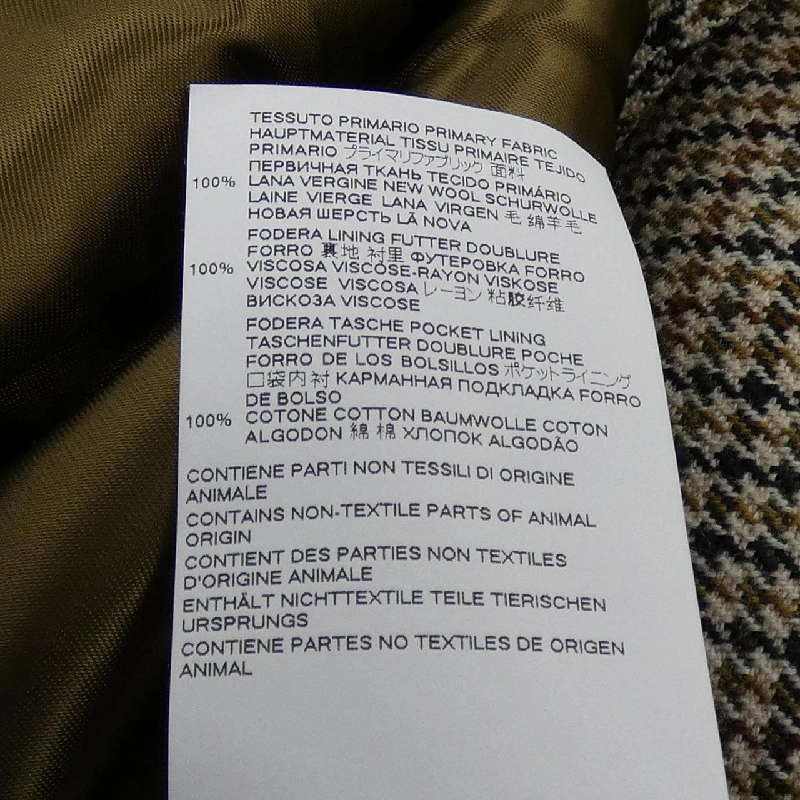 TESSUTO PRIMARIO PRIMARY FABRIC
HAUPTMATERIAL TISSU PRIMAIRE TEJIDO
PRIMARIO プライマリファブリック 面料
ПЕРВИЧНАЯ ТКАНЬ TECIDO PRIMÁRIO
100% LANA VERGINE NEW WOOL SCHURWOLLE
LAINE VIERGE LANA VIRGEN 毛 绵羊毛
НОВАЯ ШЕРСТЬ LÃ NOVA
FODERA LINING FUTTER DOUBLURE
FORRO 裏地 衬里 ФУТЕРОВКА FORRO
100% VISCOSA VISCOSE-RAYON VISKOSE
VISCOSE VISCOSA レーヨン 粘胶纤维
ВИСКОЗА VISCOSE
FODERA TASCHE POCKET LINING
TASCHENFUTTER DOUBLURE POCHE
FORRO DE LOS BOLSILLOS ポケットライニング
口袋内衬 КАРМАННАЯ ПОДКЛАДКА FORRO
DE BOLSO
100% COTONE COTTON BAUMWOLLE COTON
ALGODON 綿 棉 ХЛОПОК ALGODÃO
CONTIENE PARTI NON TESSILI DI ORIGINE
ANIMALE
CONTAINS NON-TEXTILE PARTS OF ANIMAL
ORIGIN
CONTIENT DES PARTIES NON TEXTILES
D'ORIGINE ANIMALE
ENTHÄLT NICHTTEXTILE TEILE TIERISCHEN
URSPRUNGS
CONTIENE PARTES NO TEXTILES DE ORIGEN
ANIMAL